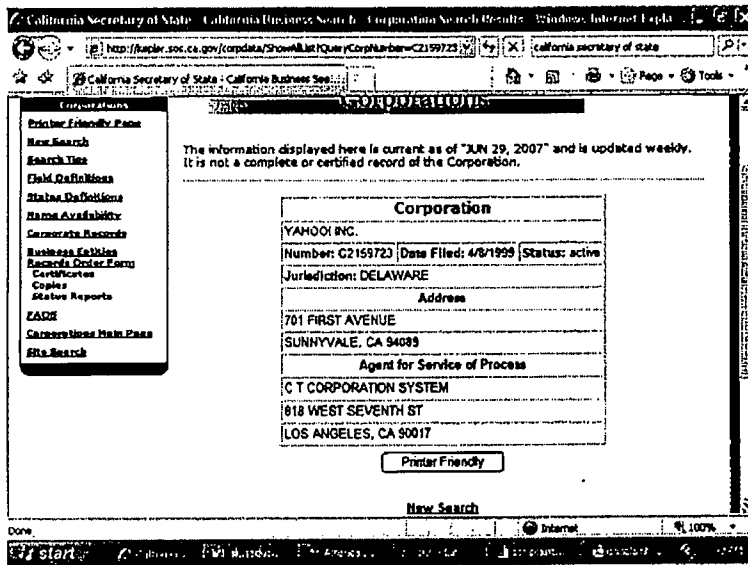 California Secretary of State - California Business Search - Corporation Search Results - Windows Internet Expl
http://kepler.sos.ca.gov/corpdata/ShowAllList?QueryCorpNumber=C2159723
california secretary of state
California Secretary of State - California Business Sea...
Page
Tools
Corporations
Corporations
Printer Friendly Page
New Search
Search Tips
Field Definitions
Status Definitions
Name Availability
Corporate Records
Business Entities
Records Order Form
Certificates
Copies
Status Reports
FAQs
Corporations Main Page
Site Search
The information displayed here is current as of "JUN 29, 2007" and is updated weekly.
It is not a complete or certified record of the Corporation.
Corporation
YAHOO! INC.
Number: C2159723 Date Filed: 4/8/1999 Status: active
Jurisdiction: DELAWARE
Address
701 FIRST AVENUE
SUNNYVALE, CA 94089
Agent for Service of Process
C T CORPORATION SYSTEM
818 WEST SEVENTH ST
LOS ANGELES, CA 90017
Printer Friendly
New Search
Done
Internet
100%
start